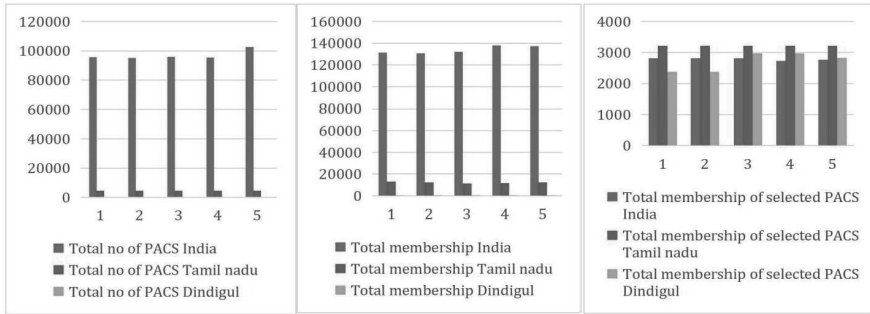 120000
100000
80000
60000
40000
20000
0
1 2 3 4 5
Total no of PACS India
Total no of PACS Tamil nadu
Total no of PACS Dindigul
160000
140000
120000
100000
80000
60000
40000
20000
0
1 2 3 4 5
Total membership India
Total membership Tamil nadu
Total membership Dindigul
4000
3000
2000
1000
0
1 2 3 4 5
Total membership of selected PACS
India
Total membership of selected PACS
Tamil nadu
Total membership of selected PACS
Dindigul